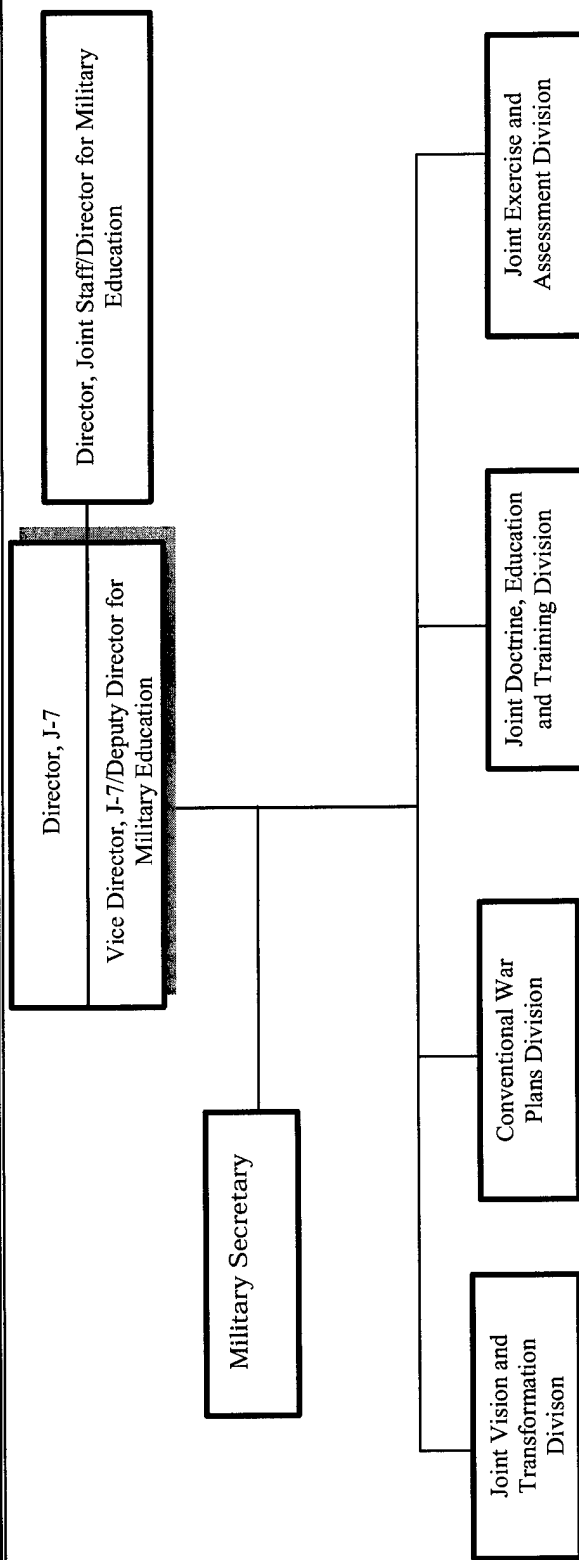 Director, J-7
Vice Director, J-7/Deputy Director for
Military Education
Director, Joint Staff/Director for Military
Education
Military Secretary
Joint Vision and
Transformation
Divison
Conventional War
Plans Division
Joint Doctrine, Education
and Training Division
Joint Exercise and
Assessment Division